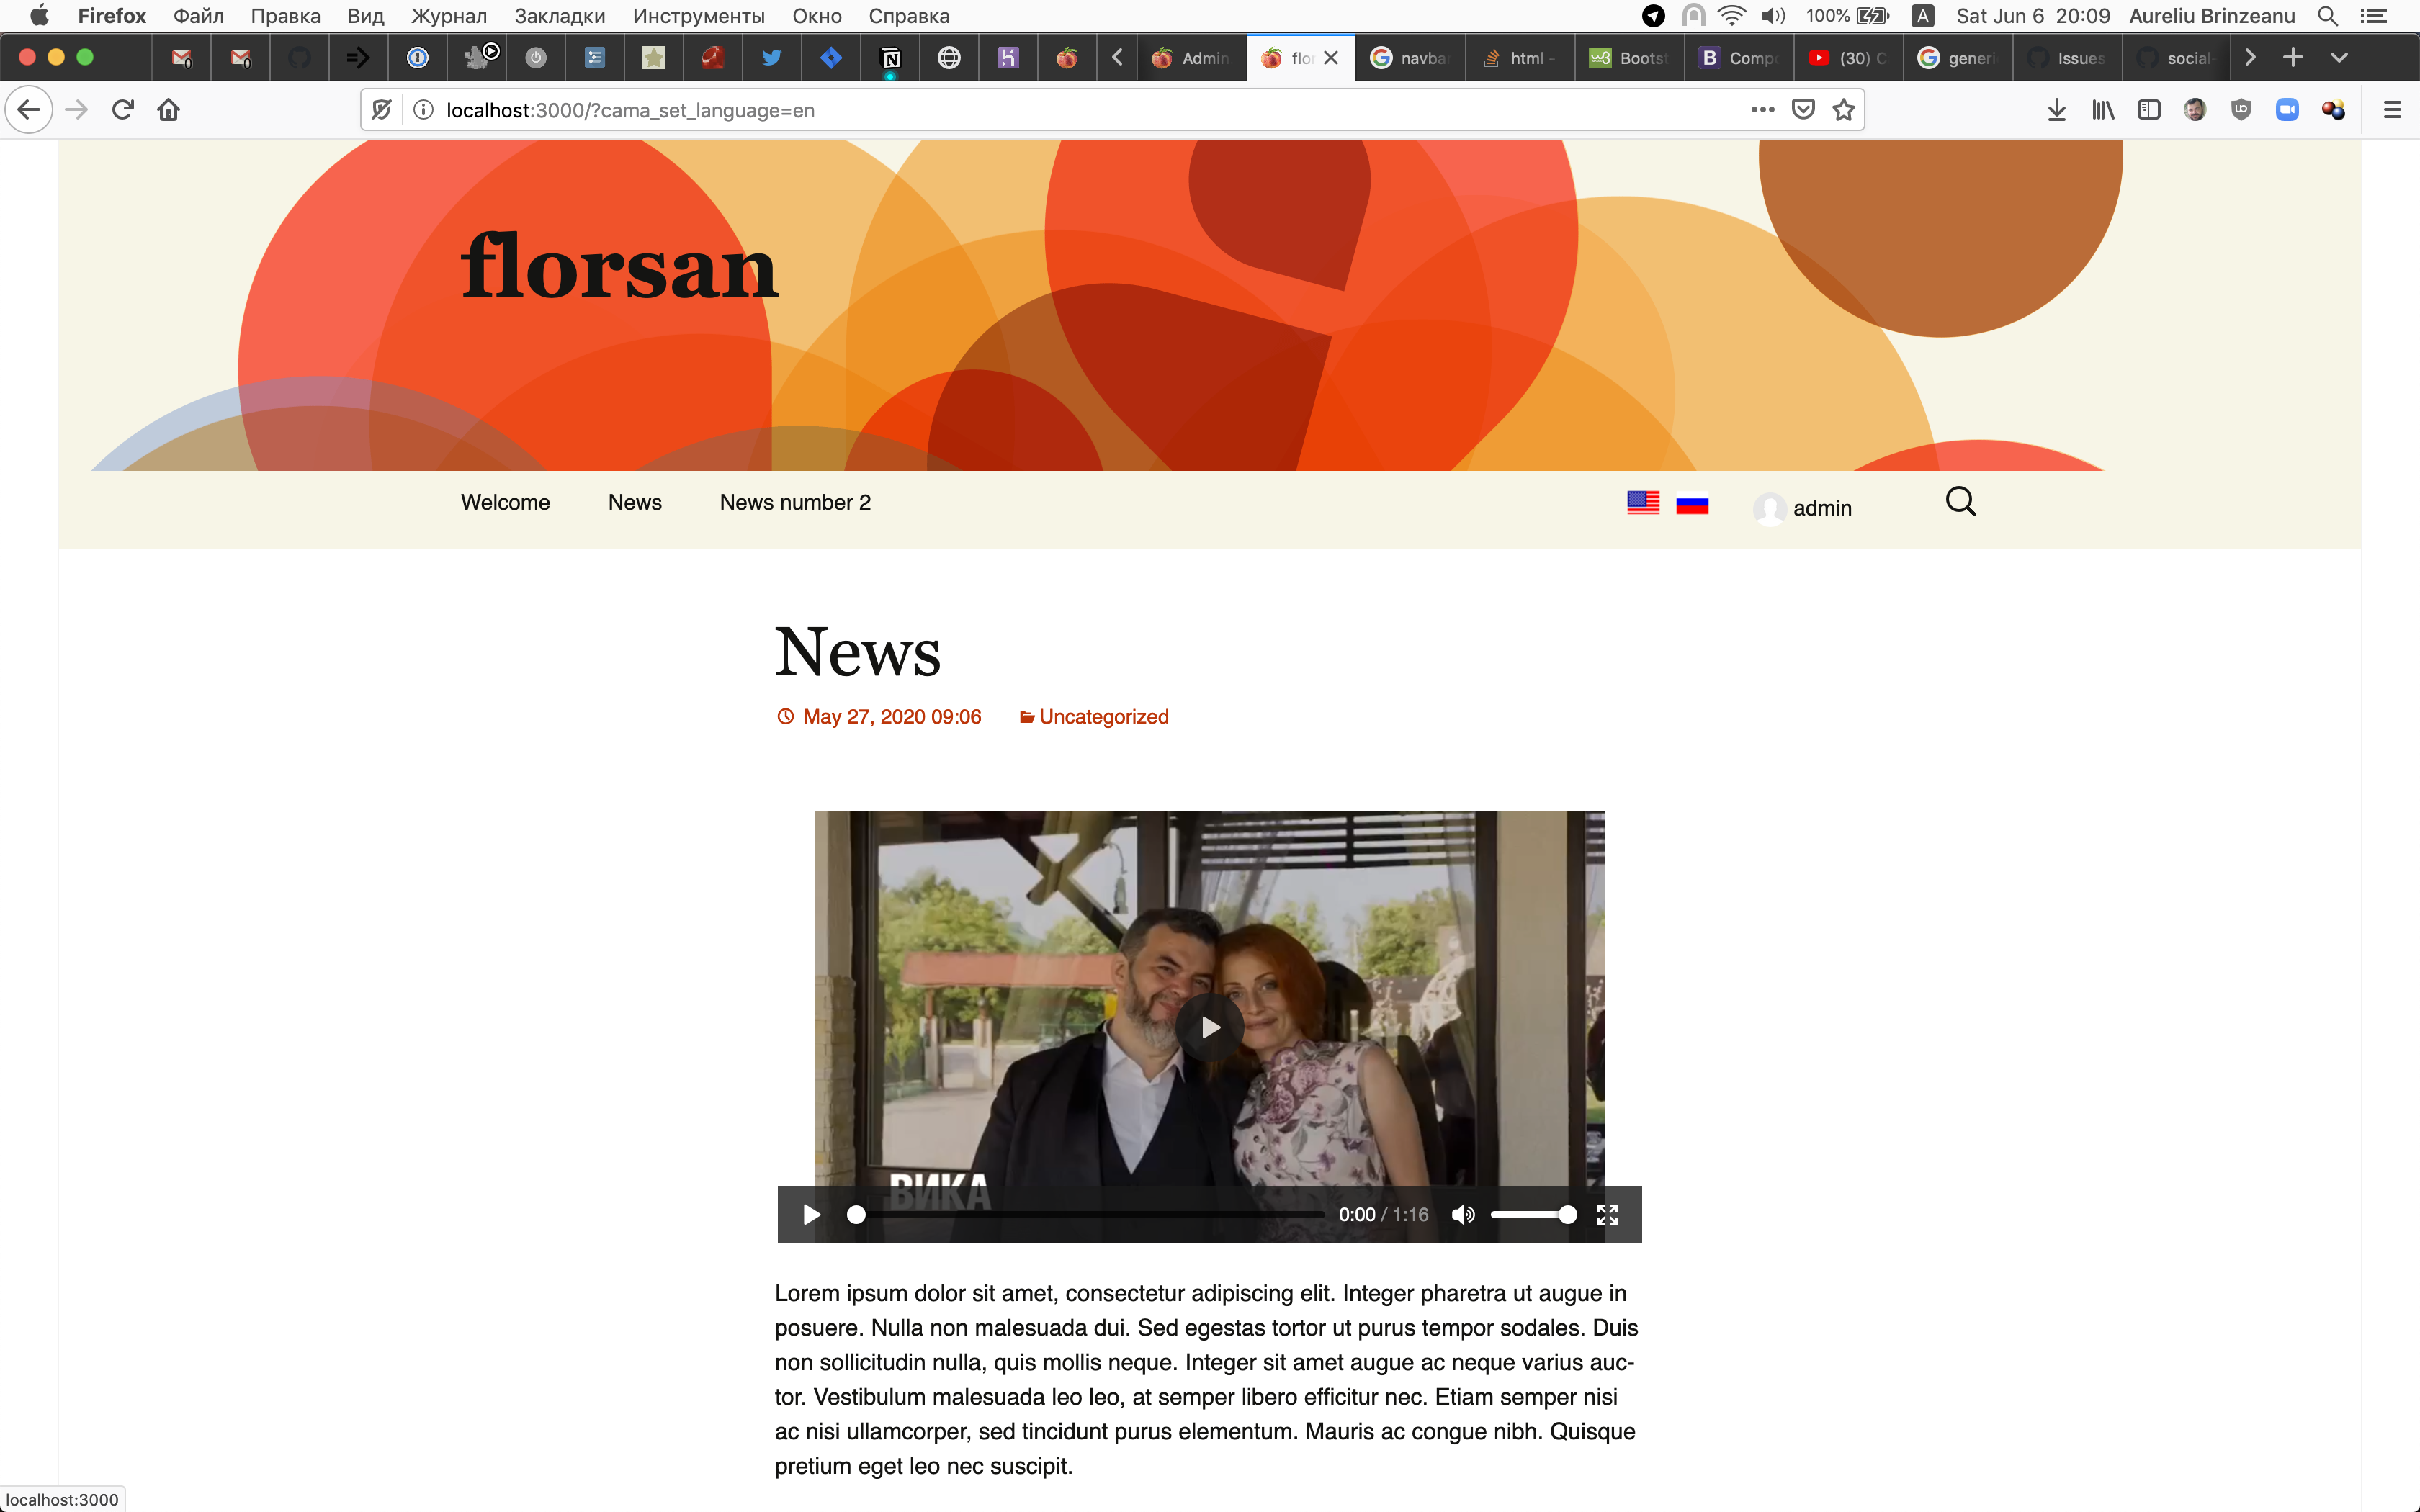 Firefox Файл Правка Вид Журнал Закладки Инструменты Окно Справка 100% A Sat Jun 6 20:09 Aureliu Brinzeanu
Admin flo navba html - Bootst Comp (30) C generi Issues social-
localhost:3000/?cama_set_language=en
florsan
Welcome News News number 2 admin
News
May 27, 2020 09:06 Uncategorized
ВИКА
0:00 / 1:16
Lorem ipsum dolor sit amet, consectetur adipiscing elit. Integer pharetra ut augue in
posuere. Nulla non malesuada dui. Sed egestas tortor ut purus tempor sodales. Duis
non sollicitudin nulla, quis mollis neque. Integer sit amet augue ac neque varius auc-
tor. Vestibulum malesuada leo leo, at semper libero efficitur nec. Etiam semper nisi
ac nisi ullamcorper, sed tincidunt purus elementum. Mauris ac congue nibh. Quisque
pretium eget leo nec suscipit.
localhost:3000